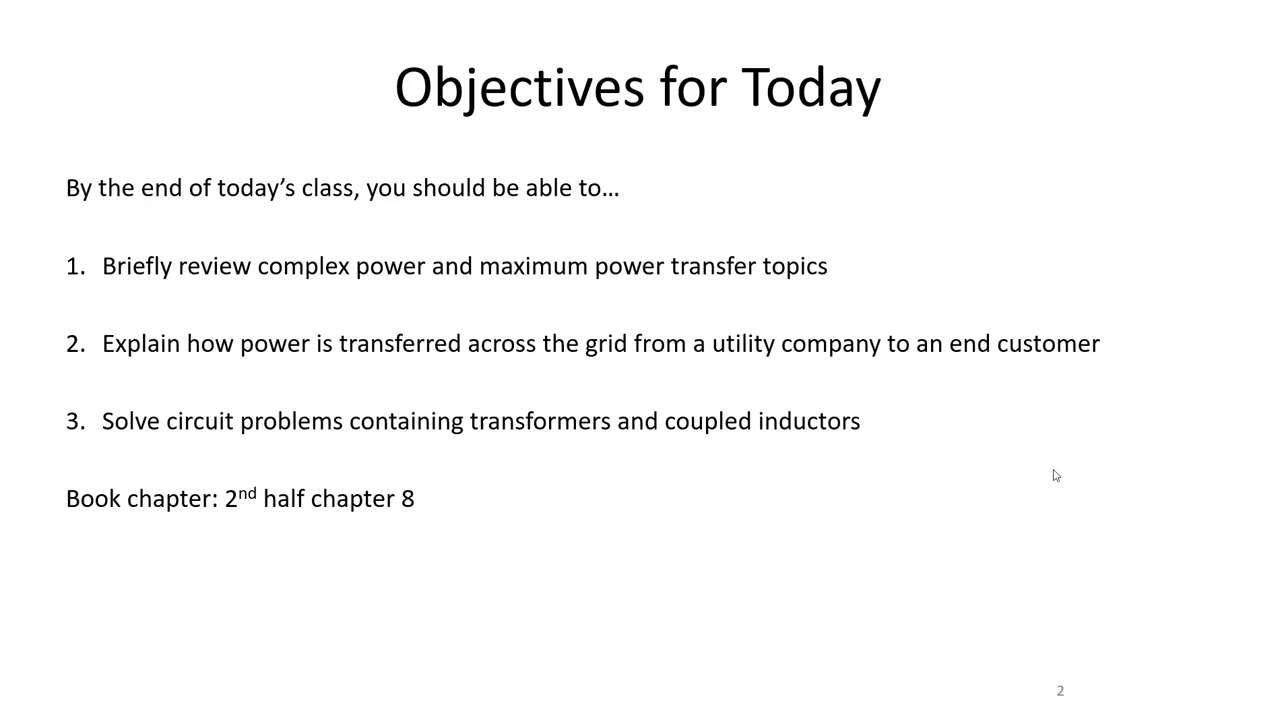 Objectives for Today
By the end of today’s class, you should be able to…
1. Briefly review complex power and maximum power transfer topics
2. Explain how power is transferred across the grid from a utility company to an end customer
3. Solve circuit problems containing transformers and coupled inductors
Book chapter: 2nd half chapter 8
2